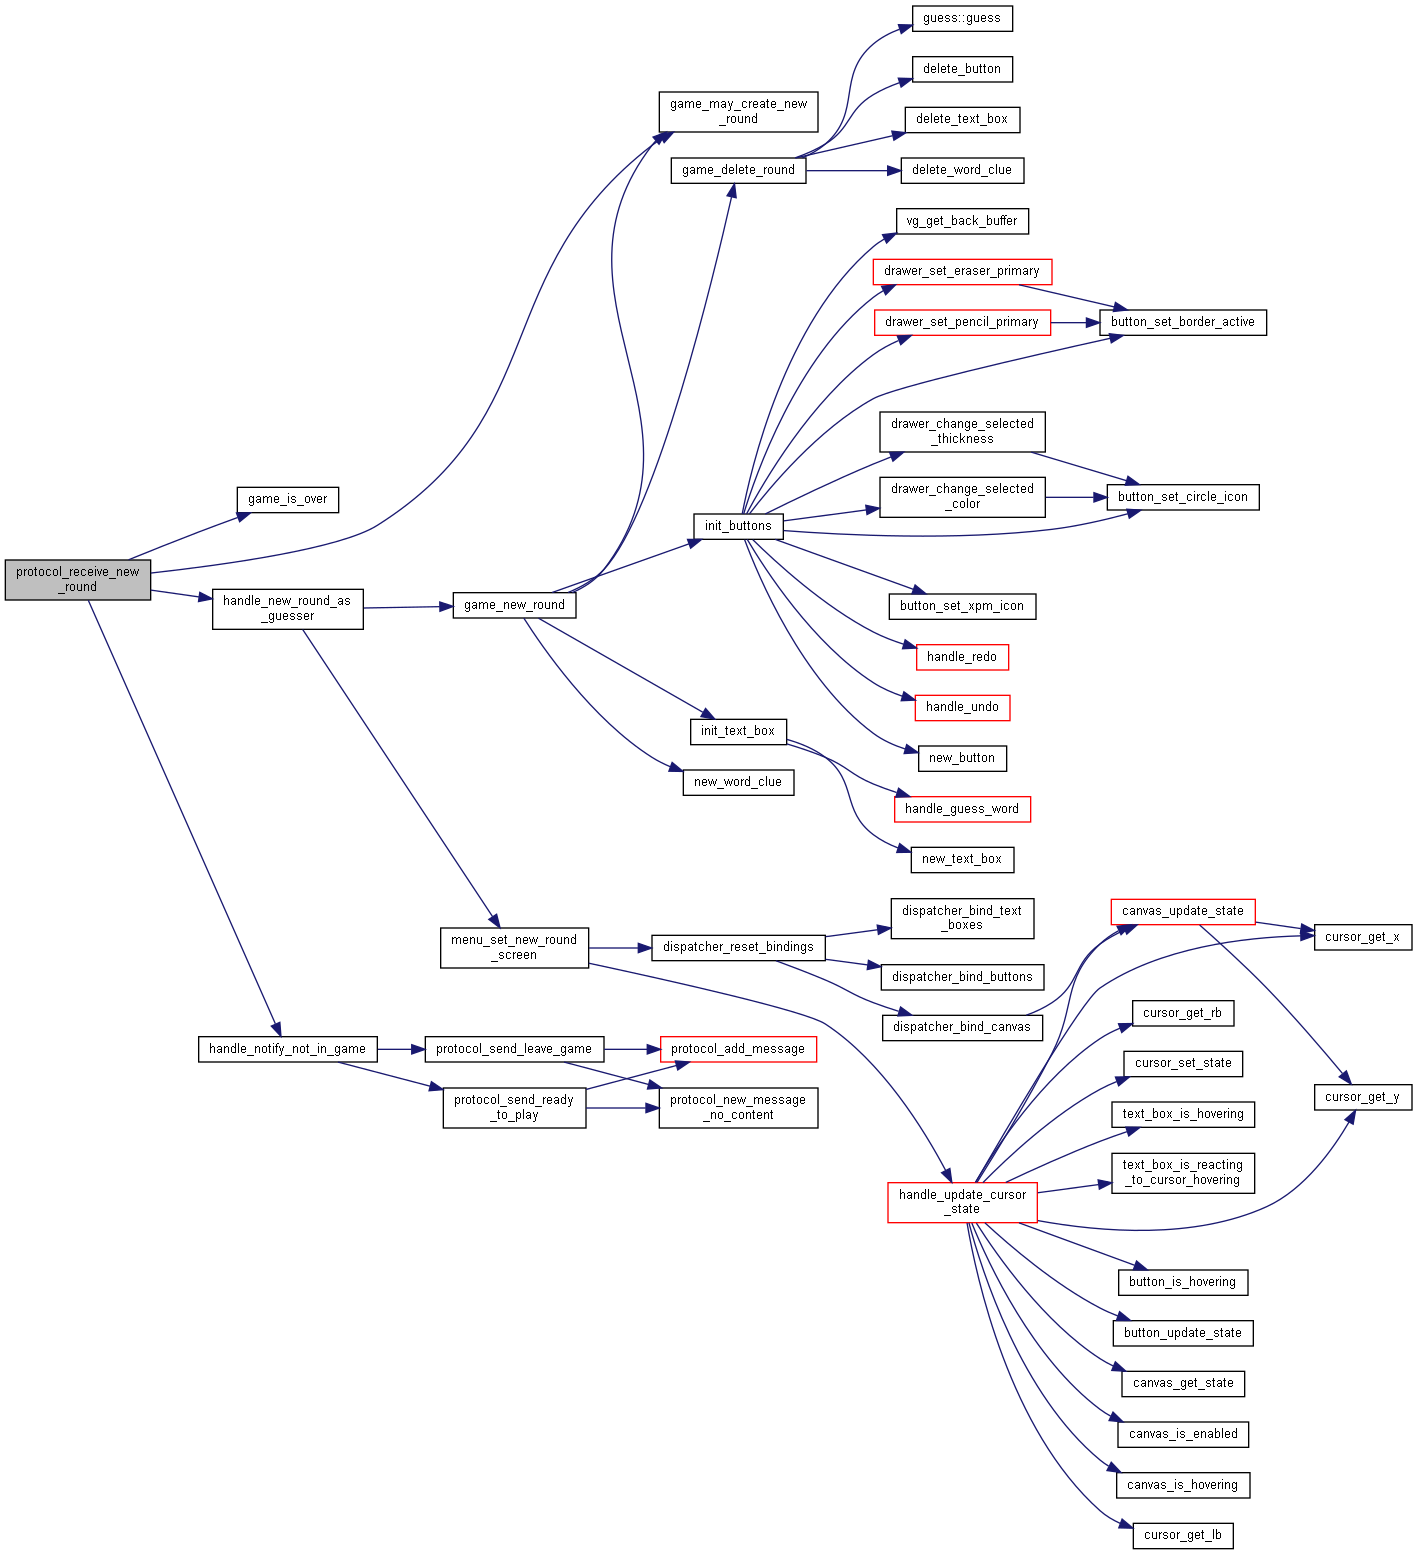 guess::guess
delete_button
game_may_create_new
_round
delete_text_box
game_delete_round
delete_word_clue
vg_get_back_buffer
drawer_set_eraser_primary
drawer_set_pencil_primary
button_set_border_active
drawer_change_selected
_thickness
drawer_change_selected
_color
button_set_circle_icon
game_is_over
init_buttons
protocol_receive_new
_round
handle_new_round_as
_guesser
game_new_round
button_set_xpm_icon
handle_redo
handle_undo
init_text_box
new_button
new_word_clue
handle_guess_word
new_text_box
dispatcher_bind_text
_boxes
canvas_update_state
cursor_get_x
menu_set_new_round
_screen
dispatcher_reset_bindings
dispatcher_bind_buttons
dispatcher_bind_canvas
cursor_get_rb
handle_notify_not_in_game
protocol_send_leave_game
protocol_add_message
cursor_set_state
protocol_send_ready
_to_play
protocol_new_message
_no_content
cursor_get_y
text_box_is_hovering
text_box_is_reacting
_to_cursor_hovering
handle_update_cursor
_state
button_is_hovering
button_update_state
canvas_get_state
canvas_is_enabled
canvas_is_hovering
cursor_get_lb